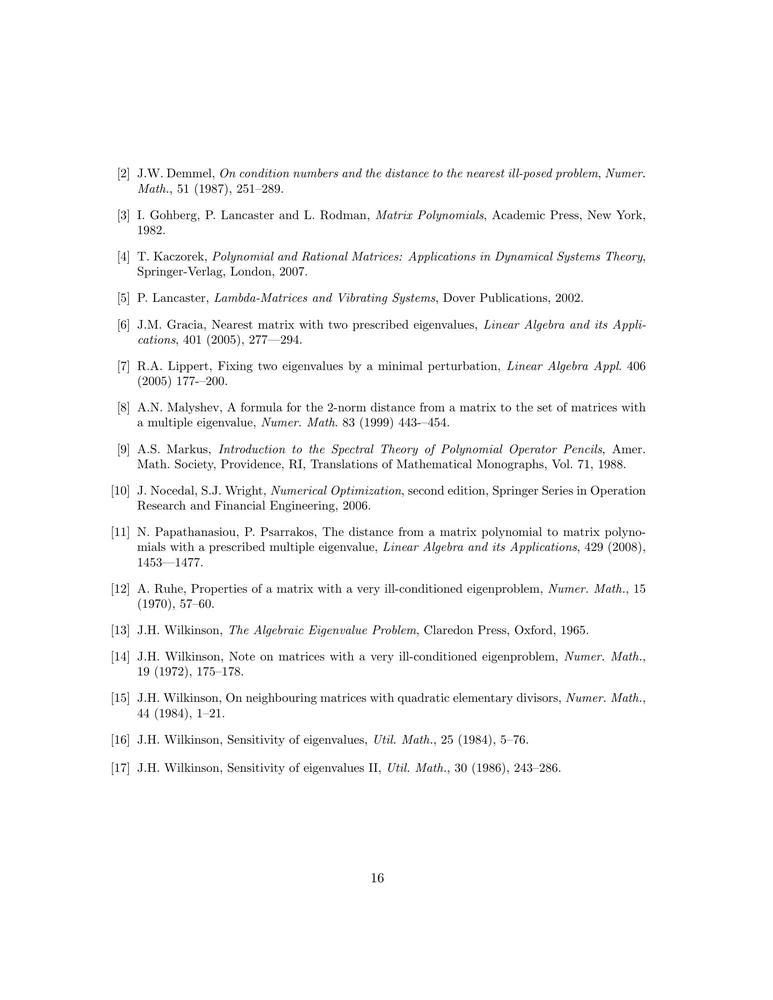 [2] J.W. Demmel, On condition numbers and the distance to the nearest ill-posed problem, Numer.
Math., 51 (1987), 251–289.
[3] I. Gohberg, P. Lancaster and L. Rodman, Matrix Polynomials, Academic Press, New York,
1982.
[4] T. Kaczorek, Polynomial and Rational Matrices: Applications in Dynamical Systems Theory,
Springer-Verlag, London, 2007.
[5] P. Lancaster, Lambda-Matrices and Vibrating Systems, Dover Publications, 2002.
[6] J.M. Gracia, Nearest matrix with two prescribed eigenvalues, Linear Algebra and its Appli-
cations, 401 (2005), 277—294.
[7] R.A. Lippert, Fixing two eigenvalues by a minimal perturbation, Linear Algebra Appl. 406
(2005) 177-–200.
[8] A.N. Malyshev, A formula for the 2-norm distance from a matrix to the set of matrices with
a multiple eigenvalue, Numer. Math. 83 (1999) 443-–454.
[9] A.S. Markus, Introduction to the Spectral Theory of Polynomial Operator Pencils, Amer.
Math. Society, Providence, RI, Translations of Mathematical Monographs, Vol. 71, 1988.
[10] J. Nocedal, S.J. Wright, Numerical Optimization, second edition, Springer Series in Operation
Research and Financial Engineering, 2006.
[11] N. Papathanasiou, P. Psarrakos, The distance from a matrix polynomial to matrix polyno-
mials with a prescribed multiple eigenvalue, Linear Algebra and its Applications, 429 (2008),
1453—1477.
[12] A. Ruhe, Properties of a matrix with a very ill-conditioned eigenproblem, Numer. Math., 15
(1970), 57–60.
[13] J.H. Wilkinson, The Algebraic Eigenvalue Problem, Claredon Press, Oxford, 1965.
[14] J.H. Wilkinson, Note on matrices with a very ill-conditioned eigenproblem, Numer. Math.,
19 (1972), 175–178.
[15] J.H. Wilkinson, On neighbouring matrices with quadratic elementary divisors, Numer. Math.,
44 (1984), 1–21.
[16] J.H. Wilkinson, Sensitivity of eigenvalues, Util. Math., 25 (1984), 5–76.
[17] J.H. Wilkinson, Sensitivity of eigenvalues II, Util. Math., 30 (1986), 243–286.
16